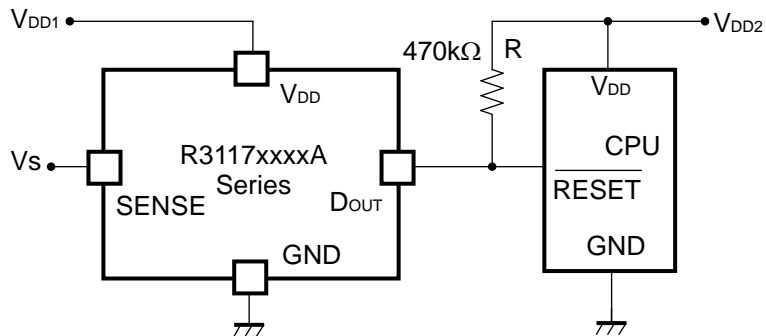 VDD1
VDD2
470kΩ R
VDD
VDD
R3117xxxxA
Series
CPU
Vs
SENSE
DOUT
RESET
GND
GND